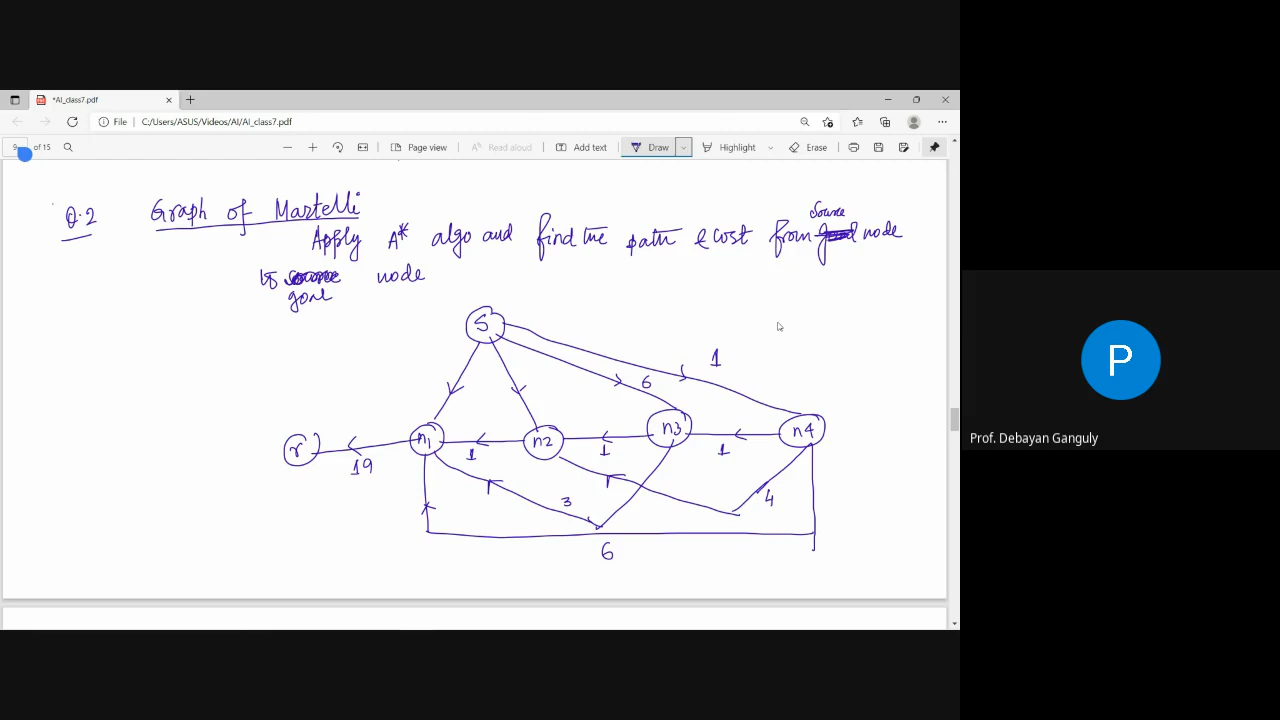 *AI_class7.pdf
File C:/Users/ASUS/Videos/AI/AI_class7.pdf
9 of 15 Page view Read aloud Add text Draw Highlight Erase
Q.2 Graph of Martelli
Source
Apply A* algo and find the path & cost from node
to node
goal
S
1
6
r n1 n2 n3 n4
19 1 1 1
3 4
6
P
Prof. Debayan Ganguly